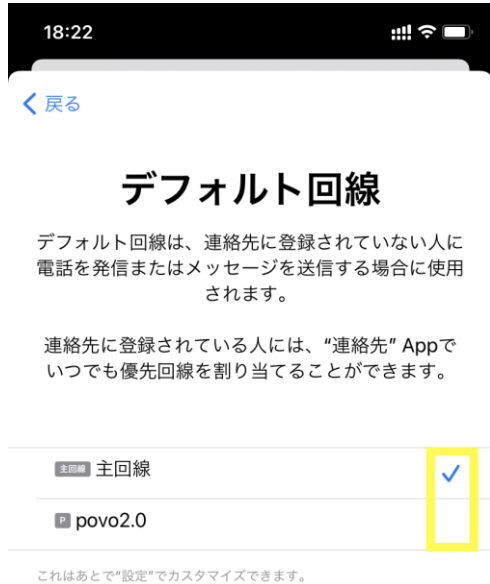 18:22
戻る
デフォルト回線
デフォルト回線は、連絡先に登録されていない人に
電話を発信またはメッセージを送信する場合に使用
されます。
連絡先に登録されている人には、“連絡先” Appで
いつでも優先回線を割り当てることができます。
主回線 主回線
P povo2.0
これはあとで“設定”でカスタマイズできます。